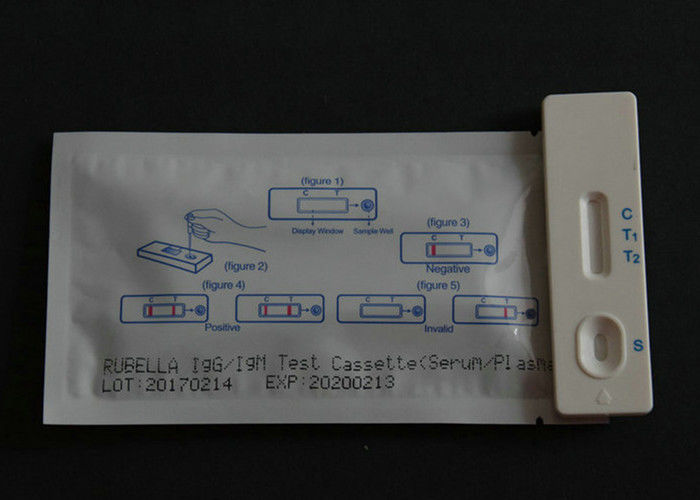 (figure 1)
C T
Display Window Sample Well
(figure 2)
(figure 3)
C T
Negative
(figure 4)
C T C T
Positive
(figure 5)
C T C T
Invalid
RUBELLA IgG/IgM Test Cassette(Serum/Plasma
LOT:20170214 EXP:20200213
C
T1
T2
S